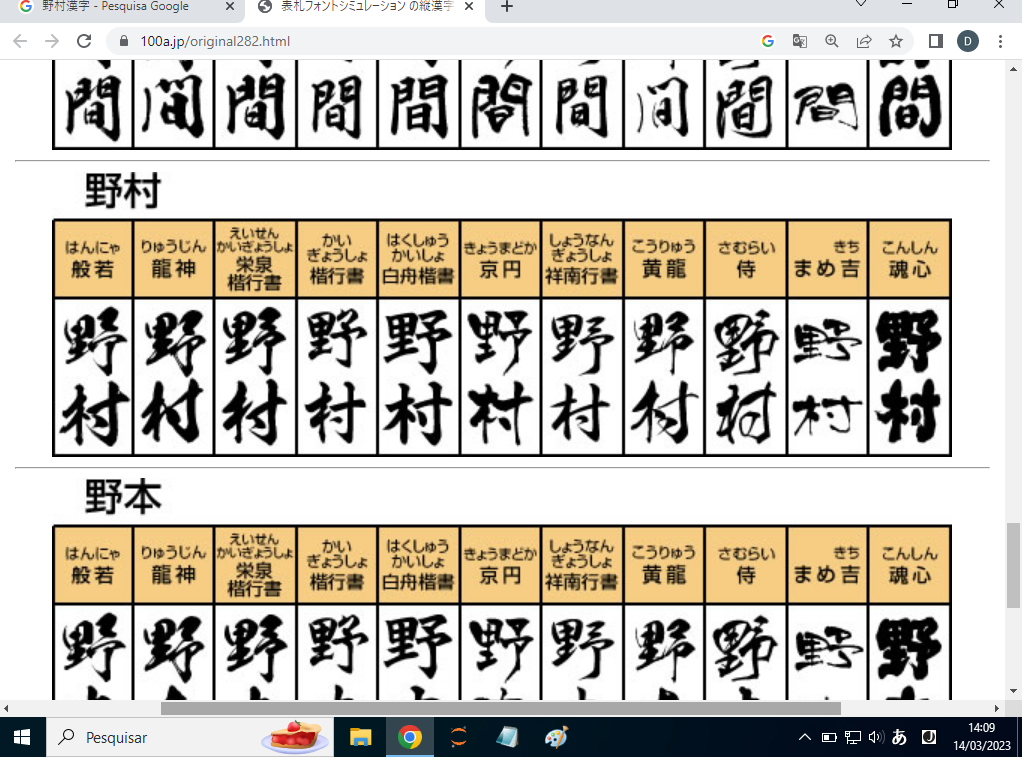 野村漢字 - Pesquisa Google
表札フォントシミュレーション の縦漢字
100a.jp/original282.html
D
間 間 間 間 間 間 間 間 間 間 間
野村
はんにゃ 般若
りゅうじん 龍神
えいせんかいぎょうしょ 栄泉楷行書
かいぎょうしょ 楷行書
はくしゅうかいしょ 白舟楷書
きょうまどか 京円
しょうなんぎょうしょ 祥南行書
こうりゅう 黄龍
さむらい 侍
まめ吉 きち
こんしん 魂心
野 野 野 野 野 野 野 野 野 野 野
村 村 村 村 村 村 村 村 村 村 村
野本
はんにゃ 般若
りゅうじん 龍神
えいせんかいぎょうしょ 栄泉楷行書
かいぎょうしょ 楷行書
はくしゅうかいしょ 白舟楷書
きょうまどか 京円
しょうなんぎょうしょ 祥南行書
こうりゅう 黄龍
さむらい 侍
まめ吉 きち
こんしん 魂心
野 野 野 野 野 野 野 野 野 野 野
Pesquisar
あ
14:09
14/03/2023